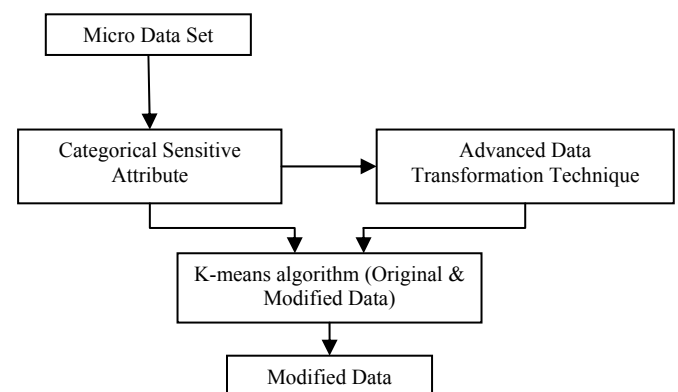 Micro Data Set
Categorical Sensitive
Attribute
Advanced Data
Transformation Technique
K-means algorithm (Original &
Modified Data)
Modified Data